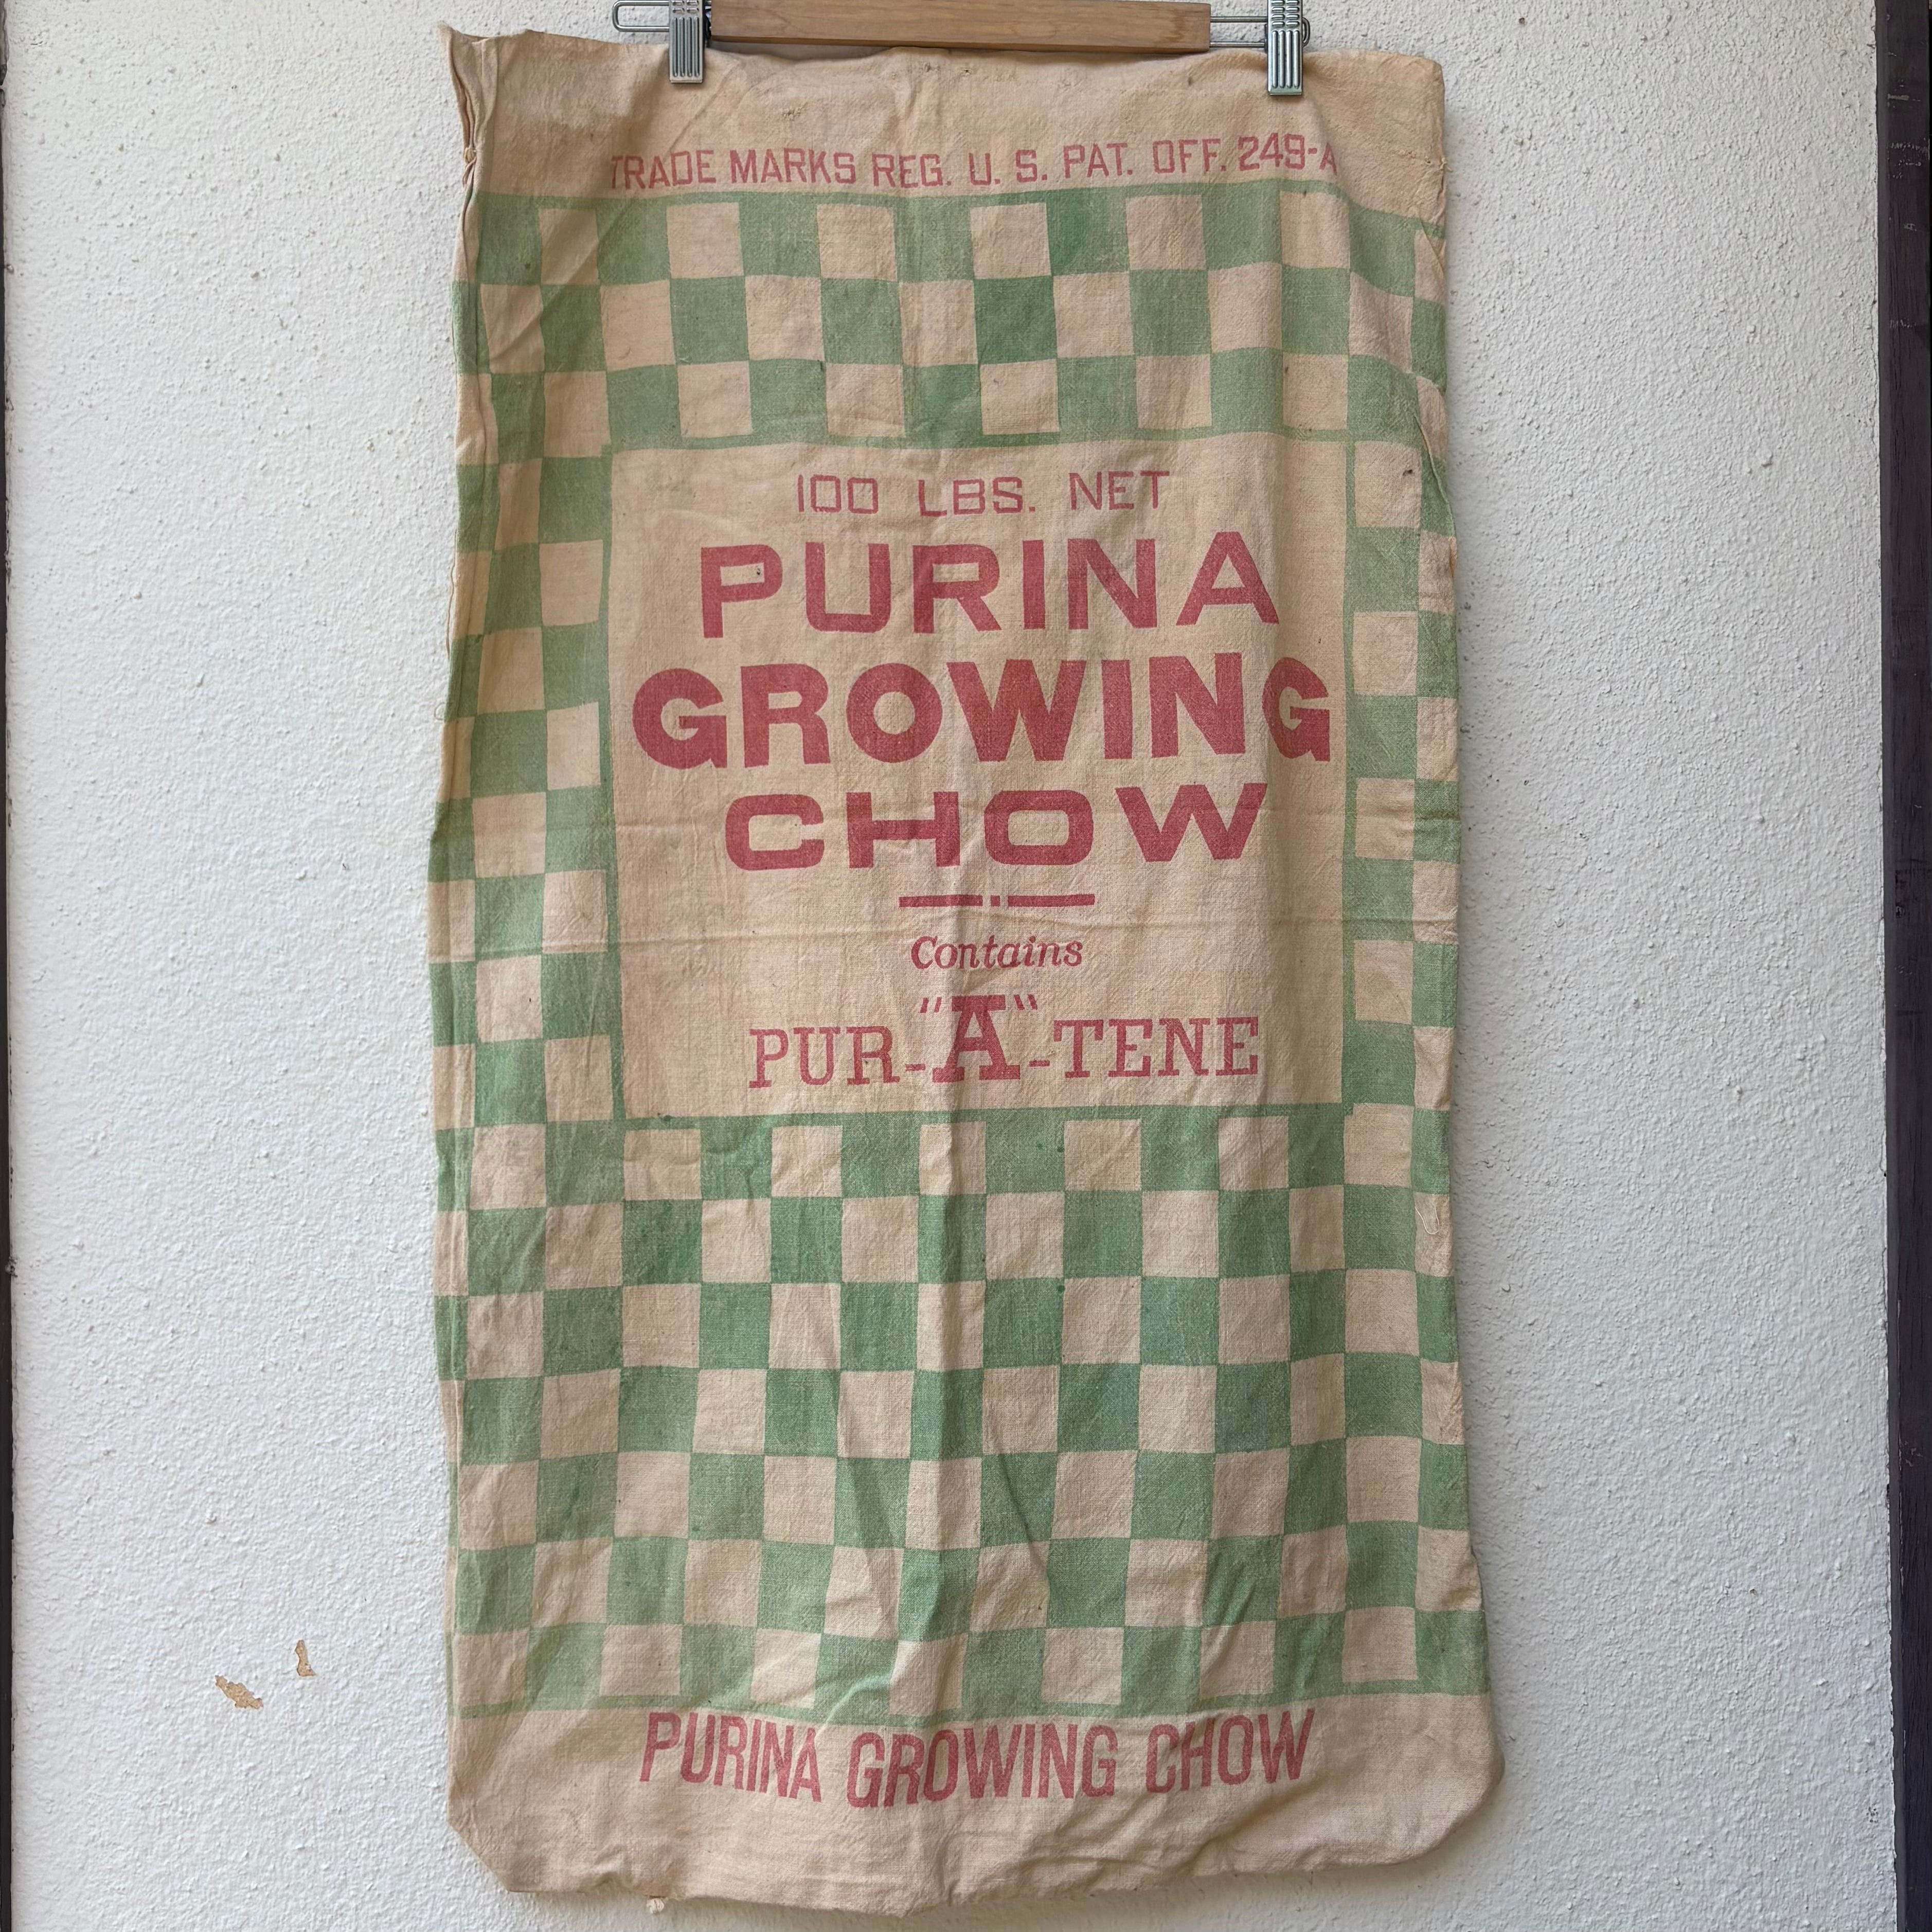 TRADE MARKS REG. U. S. PAT. OFF. 249-A
100 LBS. NET
PURINA
GROWING
CHOW
Contains
PUR-"A"-TENE
PURINA GROWING CHOW